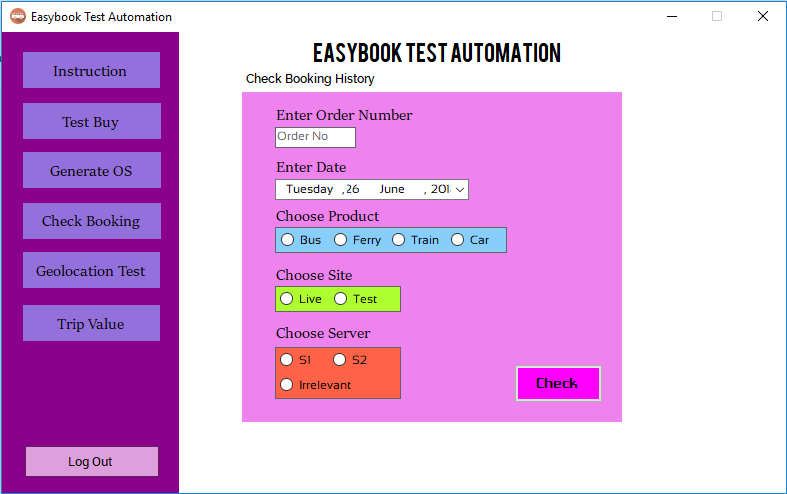 Easybook Test Automation
Instruction
Test Buy
Generate OS
Check Booking
Geolocation Test
Trip Value
Log Out
EASYBOOK TEST AUTOMATION
Check Booking History
Enter Order Number
Order No
Enter Date
Tuesday , 26 June ,
Choose Product
Bus Ferry Train Car
Choose Site
Live Test
Choose Server
S1 S2
Irrelevant
Check